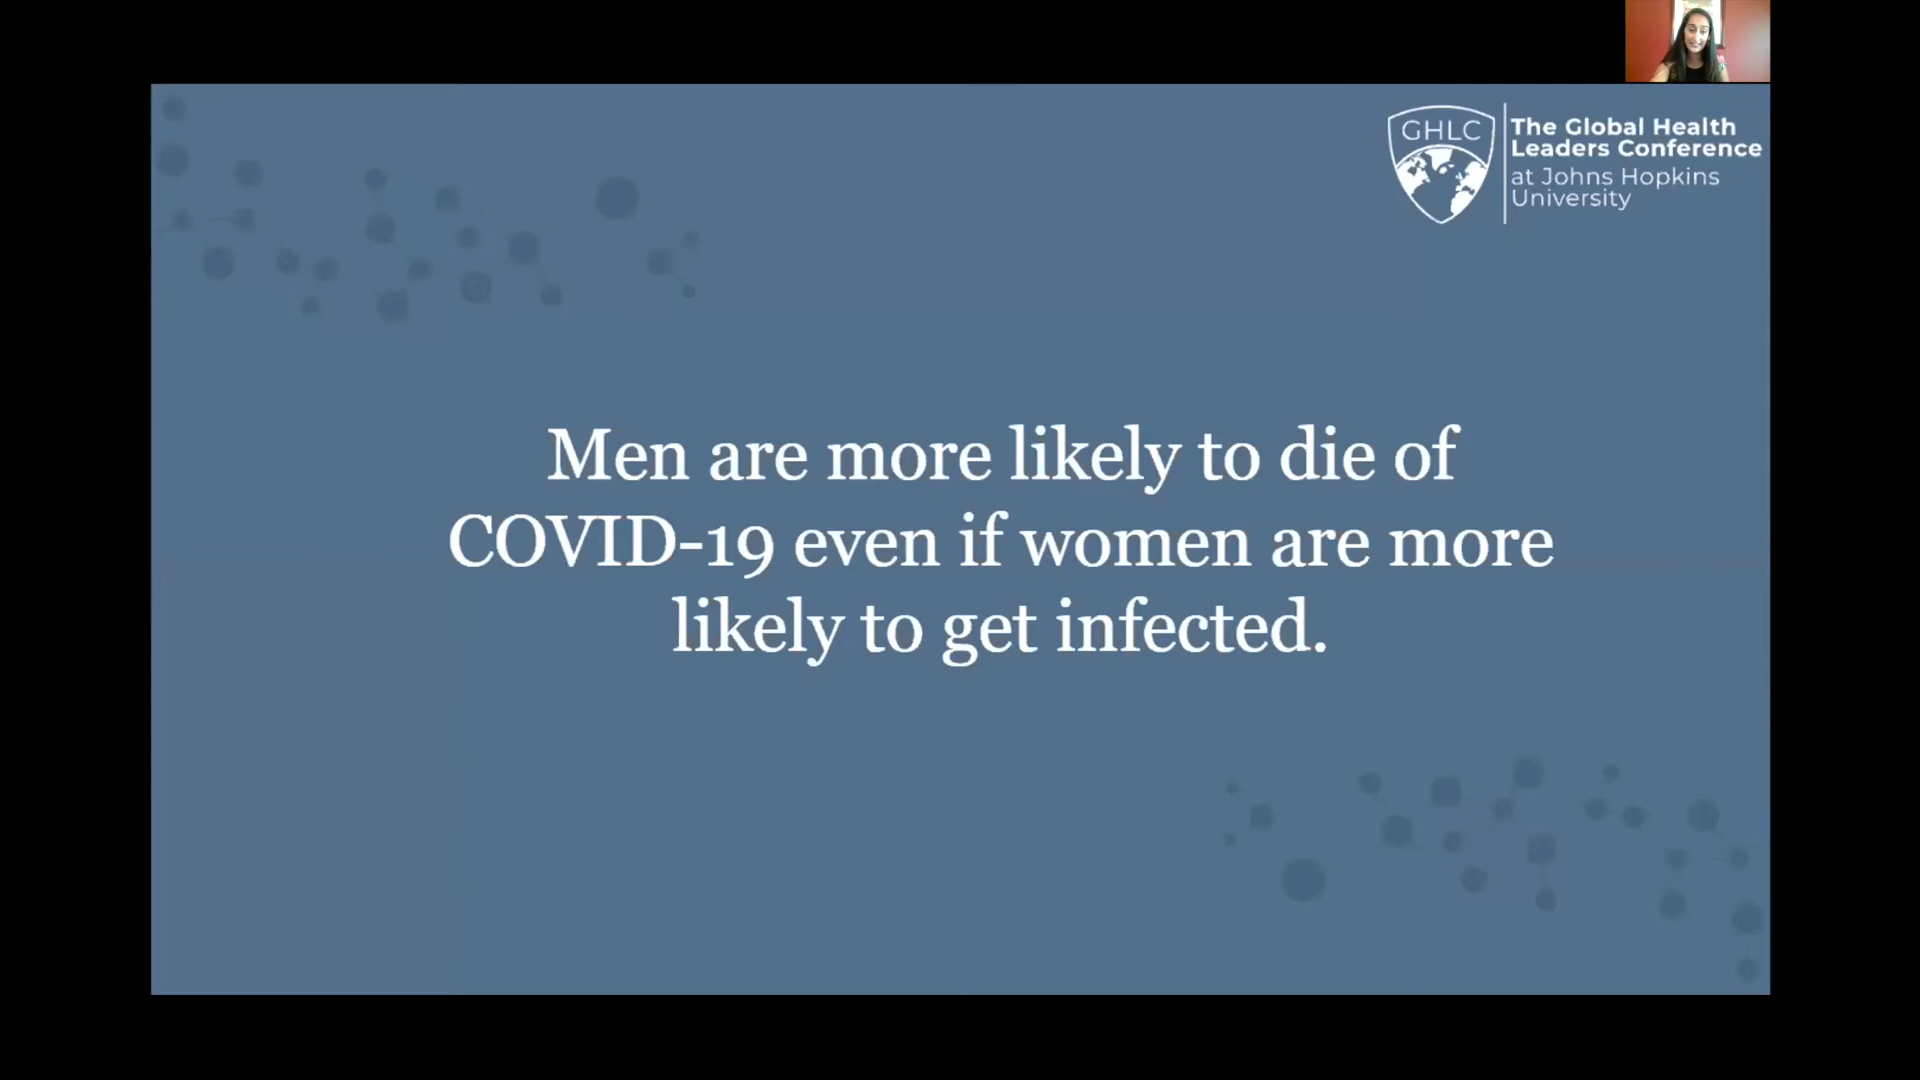 GHLC
The Global Health
Leaders Conference
at Johns Hopkins
University
Men are more likely to die of
COVID-19 even if women are more
likely to get infected.